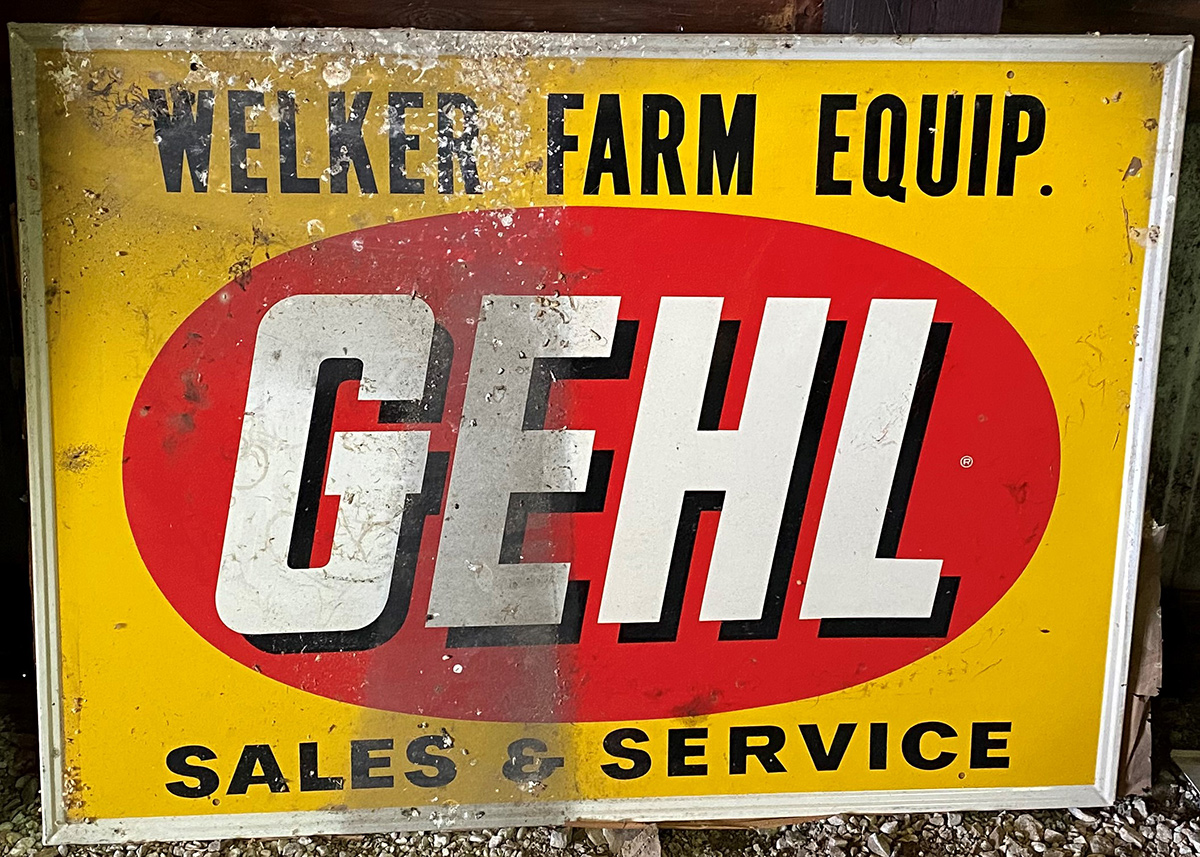 WELKER FARM EQUIP.
GEHL ®
SALES & SERVICE